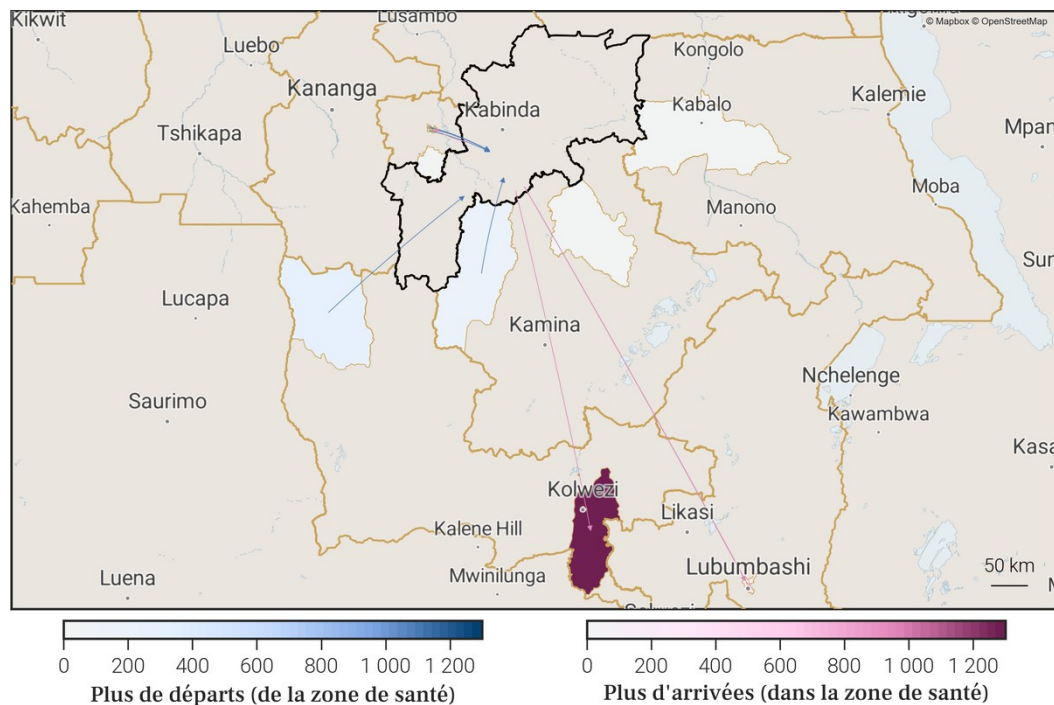 Kikwit
Lusambo
© Mapbox © OpenStreetMap
Luebo
Kongolo
Kananga
Kabinda
Kabalo
Kalemie
Tshikapa
Mpan
Moba
Kahemba
Manono
Sun
Lucapa
Kamina
Nchelenge
Saurimo
Kawambwa
Kasa
Kolwezi
Likasi
Kalene Hill
Lubumbashi
50 km
Luena
Mwinilunga
0 200 400 600 800 1 000 1 200
Plus de départs (de la zone de santé)
0 200 400 600 800 1 000 1 200
Plus d'arrivées (dans la zone de santé)